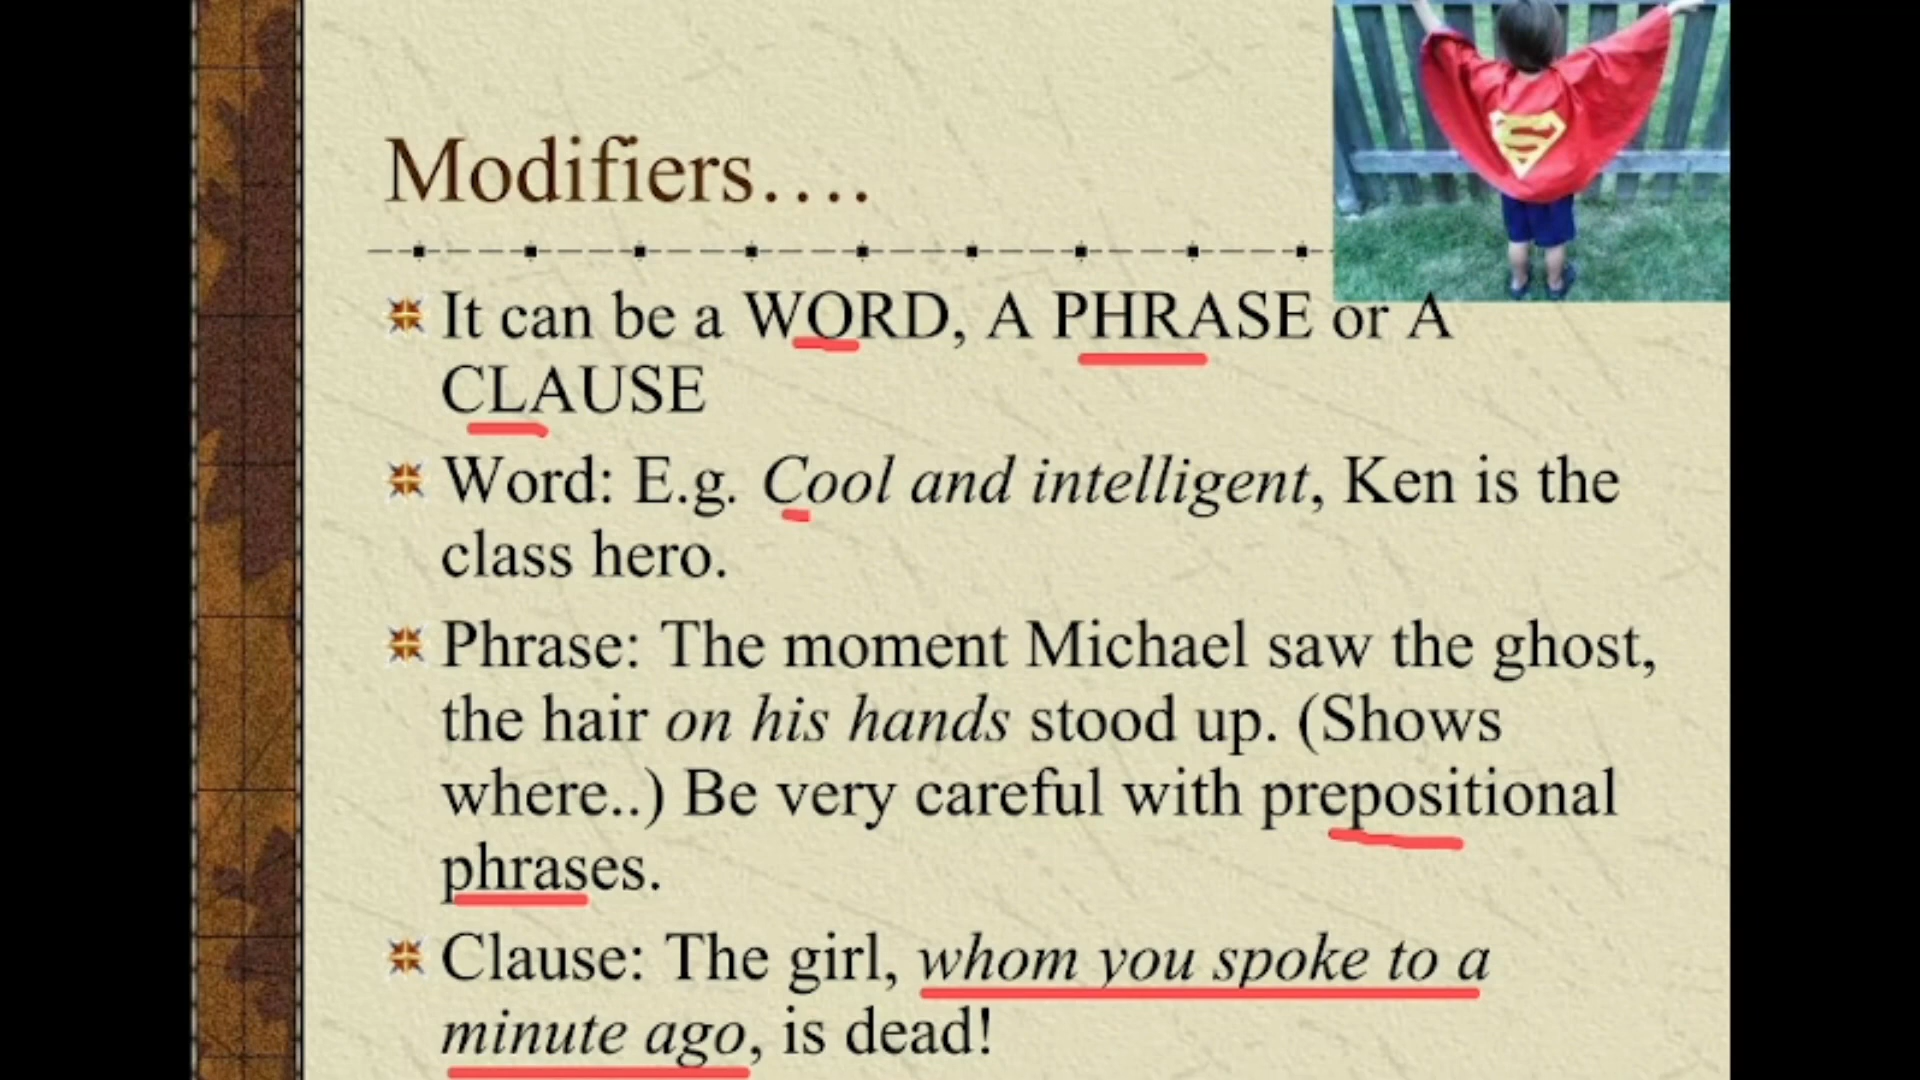 Modifiers....
It can be a WORD, A PHRASE or A
CLAUSE
Word: E.g. Cool and intelligent, Ken is the
class hero.
Phrase: The moment Michael saw the ghost,
the hair on his hands stood up. (Shows
where..) Be very careful with prepositional
phrases.
Clause: The girl, whom you spoke to a
minute ago, is dead!